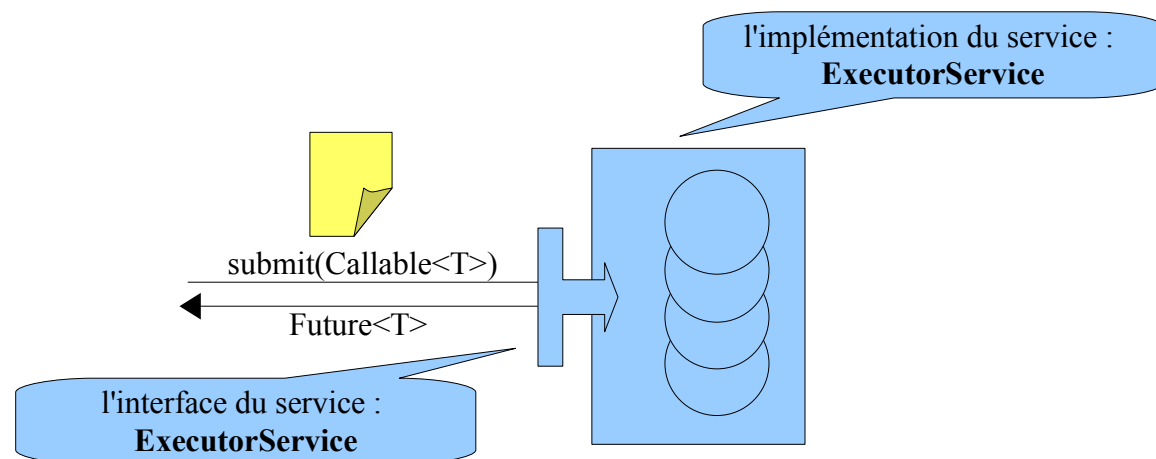 l'implémentation du service :
ExecutorService
submit(Callable<T>)
Future<T>
l'interface du service :
ExecutorService